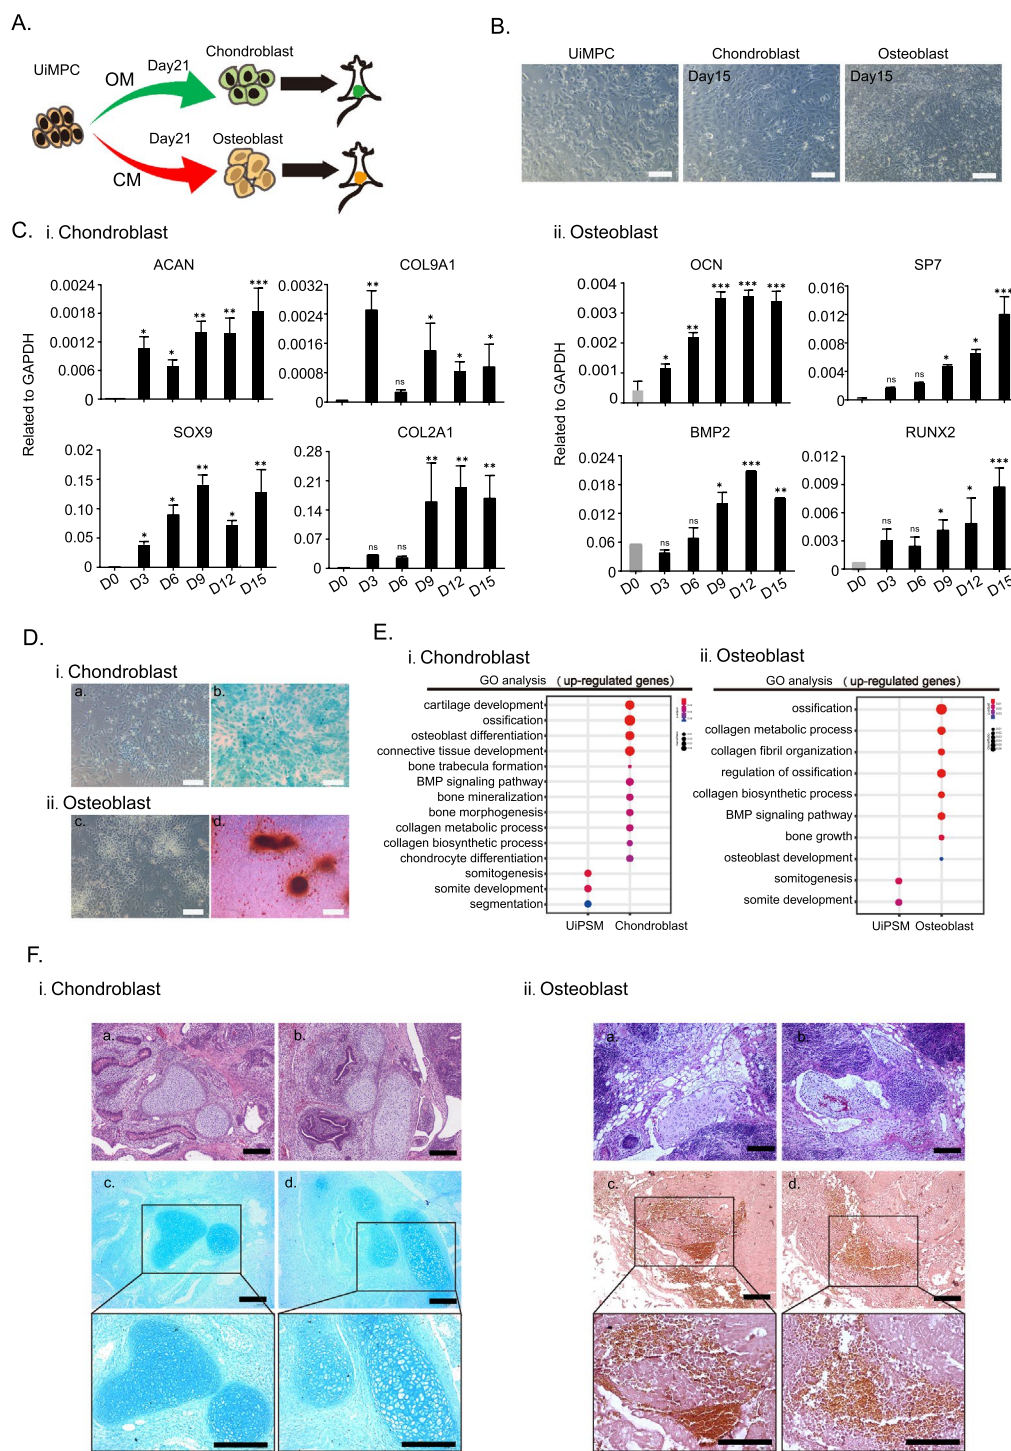 A.
UiMPC
OM
Day21
Chondroblast
CM
Day21
Osteoblast
B.
UiMPC
Chondroblast
Osteoblast
Day15
Day15
C.
i. Chondroblast
Related to GAPDH
ACAN
0.0024
0.0018
0.0012
0.006
0
* * ** ** ***
COL9A1
0.0032
0.0024
0.0016
0.0008
0
** ns * * *
SOX9
0.02
0.15
0.10
0.05
0
* * ** * **
D0 D3 D6 D9 D12 D15
COL2A1
0.28
0.21
0.14
0.07
0
ns ns ** ** **
D0 D3 D6 D9 D12 D15
ii. Osteoblast
Related to GAPDH
OCN
0.004
0.003
0.002
0.001
0
* ** *** *** ***
SP7
0.016
0.012
0.008
0.004
0
ns ns * * ***
BMP2
0.024
0.018
0.012
0.06
0
ns ns * *** **
D0 D3 D6 D9 D12 D15
RUNX2
0.012
0.009
0.006
0.003
0
ns ns * * ***
D0 D3 D6 D9 D12 D15
D.
i. Chondroblast
a.
b.
ii. Osteoblast
c.
d.
E.
i. Chondroblast
GO analysis (up-regulated genes)
cartilage development
ossification
osteoblast differentiation
connective tissue development
bone trabecula formation
BMP signaling pathway
bone mineralization
bone morphogenesis
collagen metabolic process
collagen biosynthetic process
chondrocyte differentiation
somitogenesis
somite development
segmentation
UiPSM Chondroblast
ii. Osteoblast
GO analysis (up-regulated genes)
ossification
collagen metabolic process
collagen fibril organization
regulation of ossification
collagen biosynthetic process
BMP signaling pathway
bone growth
osteoblast development
somitogenesis
somite development
UiPSM Osteoblast
F.
i. Chondroblast
a.
b.
c.
d.
ii. Osteoblast
a.
b.
c.
d.